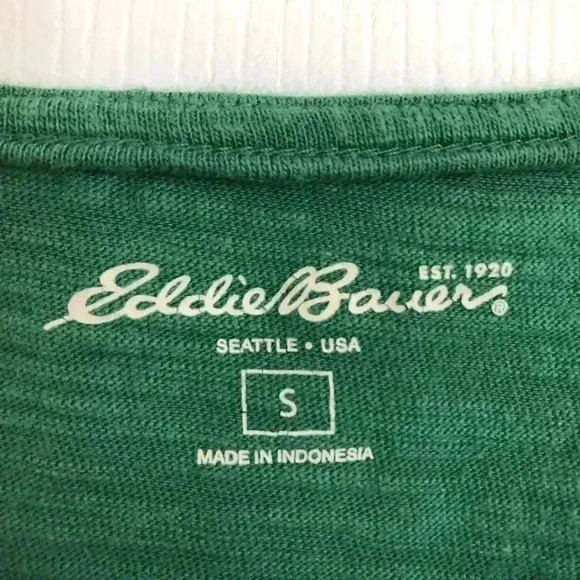 EST. 1920
Eddie Bauer®
SEATTLE • USA
S
MADE IN INDONESIA